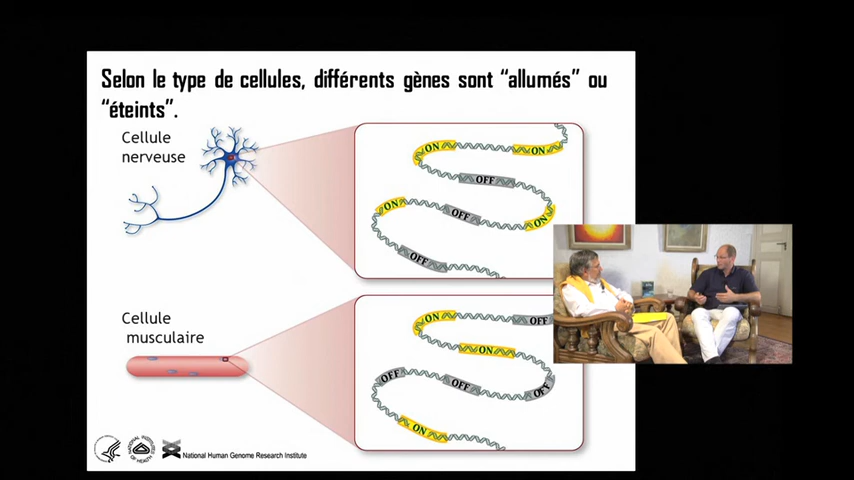 Selon le type de cellules, différents gènes sont “allumés” ou
“éteints”.
Cellule
nerveuse
ON
ON
OFF
ON
OFF
ON
OFF
Cellule
musculaire
ON
OFF
ON
OFF
OFF
OFF
ON
National Human Genome Research Institute